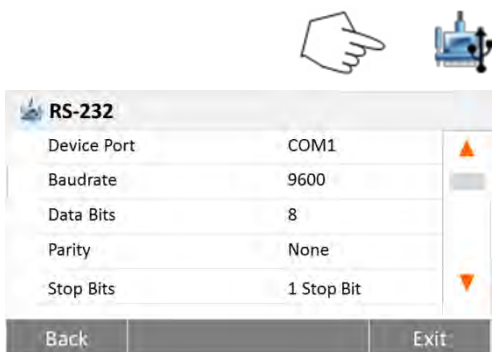 RS-232
Device Port COM1
Baudrate 9600
Data Bits 8
Parity None
Stop Bits 1 Stop Bit
Back Exit